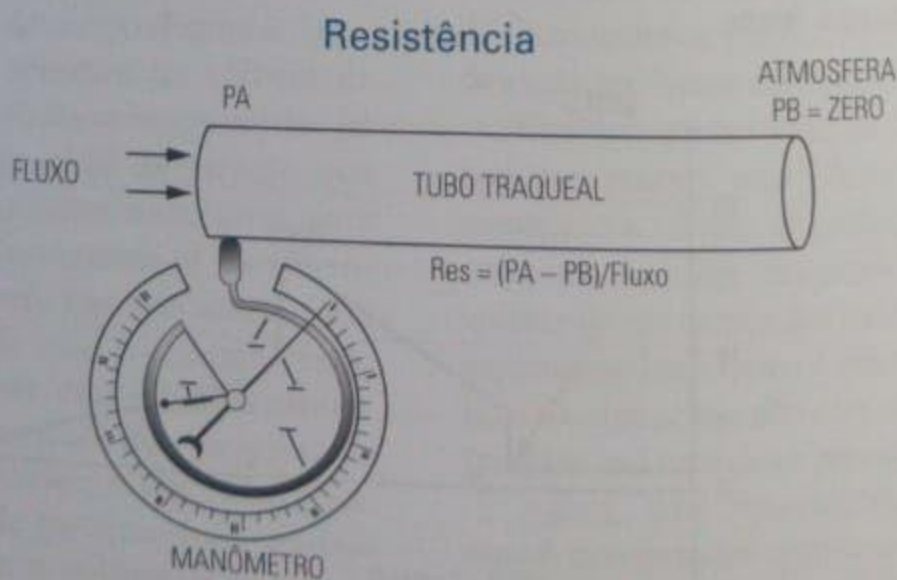 Resistência
PA
ATMOSFERA
PB = ZERO
FLUXO
TUBO TRAQUEAL
Res = (PA – PB)/Fluxo
MANÔMETRO